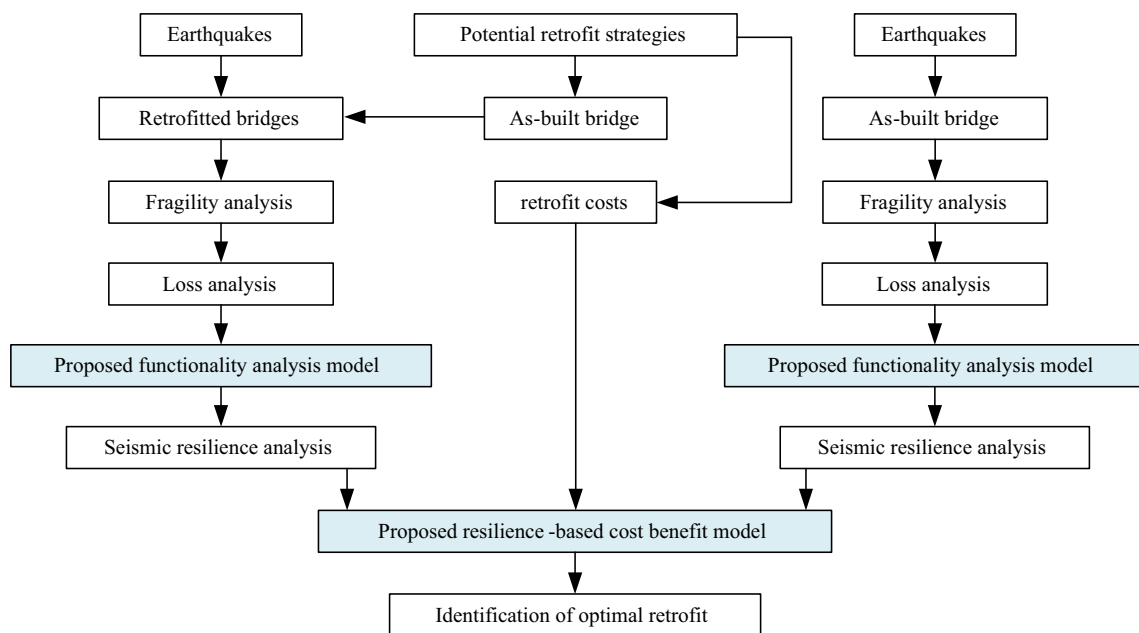 Earthquakes
Potential retrofit strategies
Earthquakes
Retrofitted bridges
As-built bridge
As-built bridge
Fragility analysis
retrofit costs
Fragility analysis
Loss analysis
Loss analysis
Proposed functionality analysis model
Proposed functionality analysis model
Seismic resilience analysis
Seismic resilience analysis
Proposed resilience -based cost benefit model
Identification of optimal retrofit